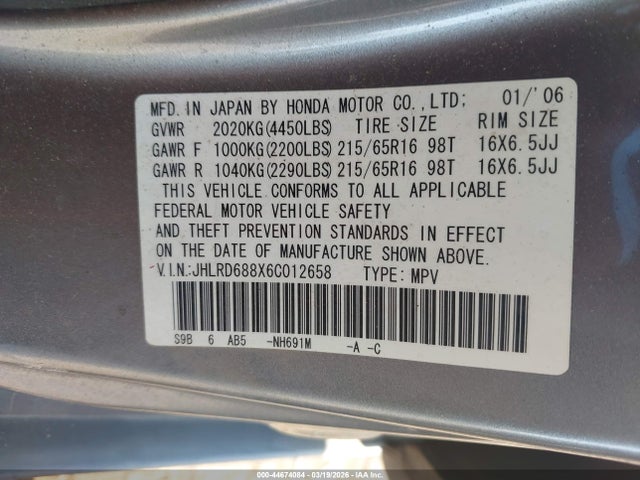 MFD. IN JAPAN BY HONDA MOTOR CO.,LTD; 01/'06
GVWR 2020KG(4450LBS) TIRE SIZE RIM SIZE
GAWR F 1000KG(2200LBS) 215/65R16 98T 16X6.5JJ
GAWR R 1040KG(2290LBS) 215/65R16 98T 16X6.5JJ
THIS VEHICLE CONFORMS TO ALL APPLICABLE
FEDERAL MOTOR VEHICLE SAFETY
AND THEFT PREVENTION STANDARDS IN EFFECT
ON THE DATE OF MANUFACTURE SHOWN ABOVE.
V.I.N:JHLRD688X6C012658 TYPE: MPV
S9B 6 AB5 -NH691M -A -C
000-44674084 | 03/19/2026 - COPYRIGHT IAA